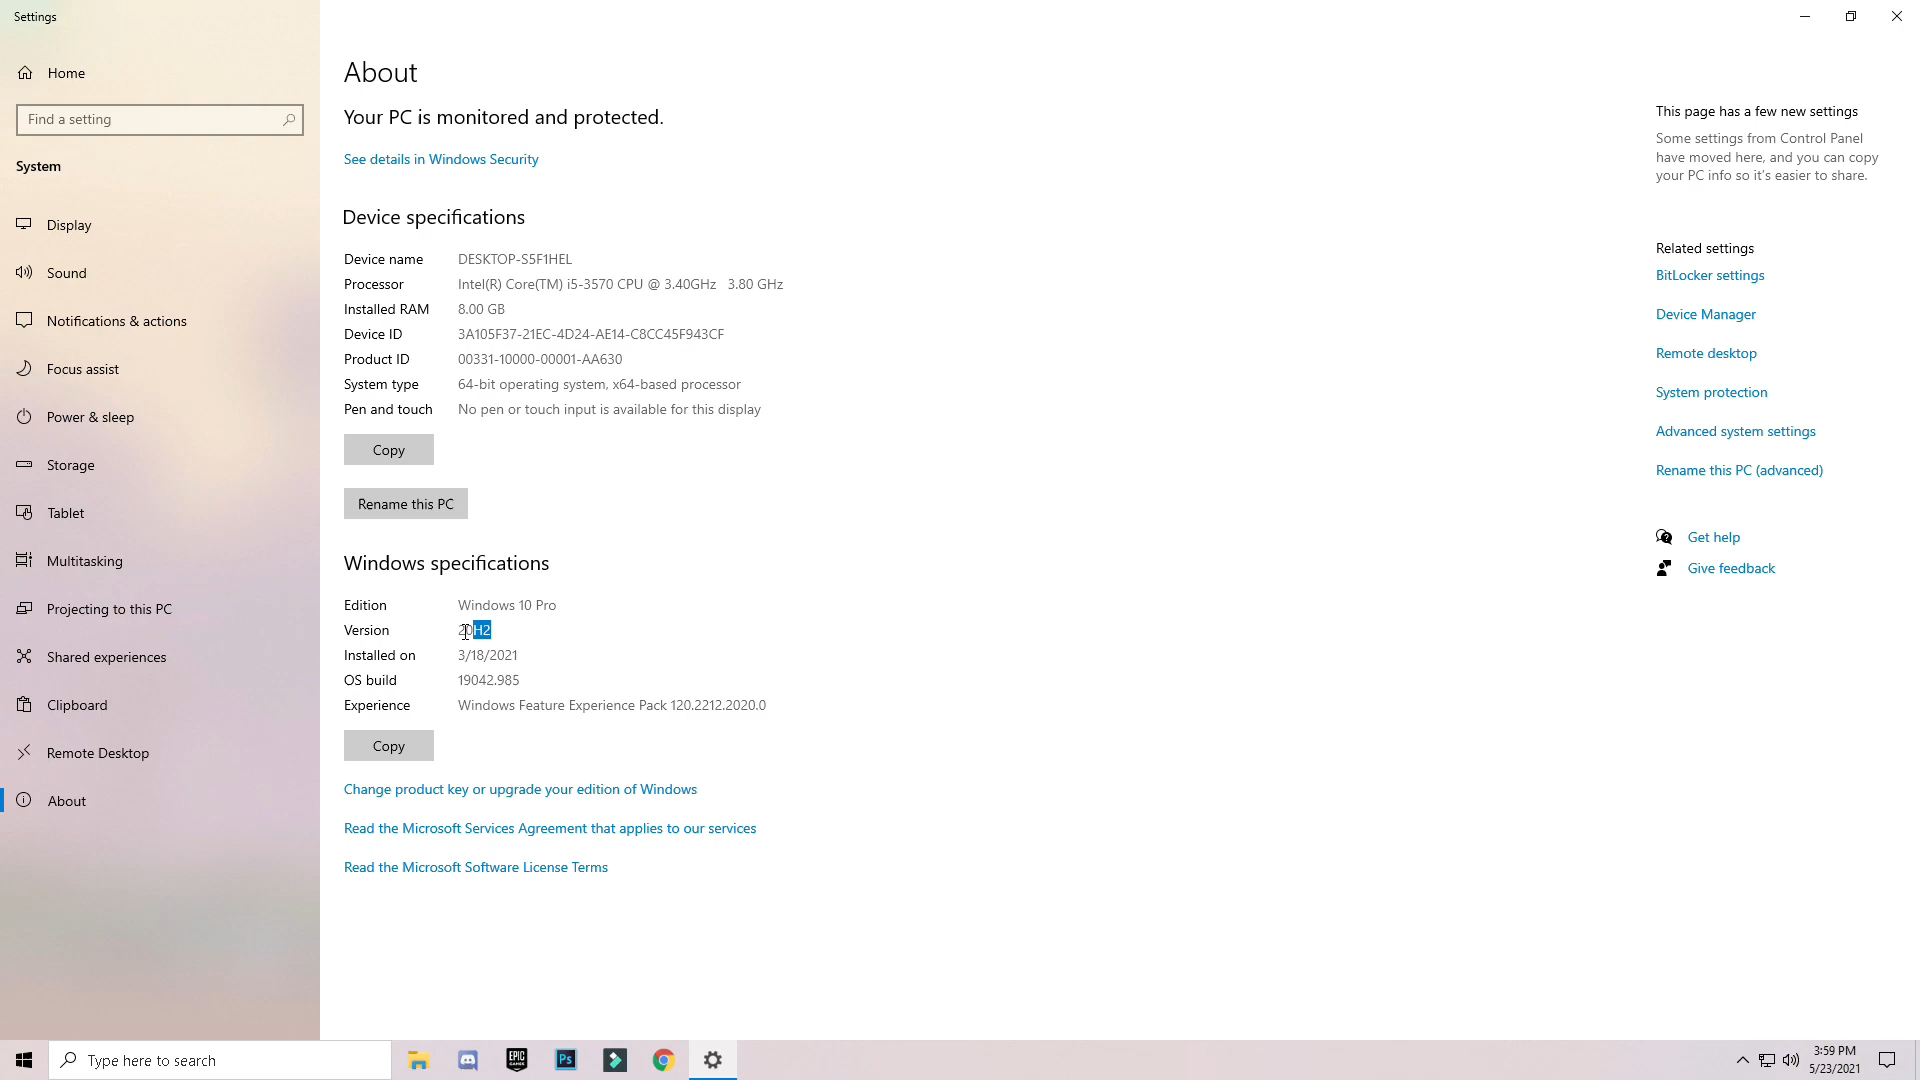 Settings
Home
Find a setting
System
Display
Sound
Notifications & actions
Focus assist
Power & sleep
Storage
Tablet
Multitasking
Projecting to this PC
Shared experiences
Clipboard
Remote Desktop
About
About
Your PC is monitored and protected.
See details in Windows Security
Device specifications
Device name DESKTOP-S5F1HEL
Processor Intel(R) Core(TM) i5-3570 CPU @ 3.40GHz 3.80 GHz
Installed RAM 8.00 GB
Device ID 3A105F37-21EC-4D24-AE14-C8CC45F943CF
Product ID 00331-10000-00001-AA630
System type 64-bit operating system, x64-based processor
Pen and touch No pen or touch input is available for this display
Copy
Rename this PC
Windows specifications
Edition Windows 10 Pro
Version 20H2
Installed on 3/18/2021
OS build 19042.985
Experience Windows Feature Experience Pack 120.2212.2020.0
Copy
Change product key or upgrade your edition of Windows
Read the Microsoft Services Agreement that applies to our services
Read the Microsoft Software License Terms
This page has a few new settings
Some settings from Control Panel
have moved here, and you can copy
your PC info so it's easier to share.
Related settings
BitLocker settings
Device Manager
Remote desktop
System protection
Advanced system settings
Rename this PC (advanced)
Get help
Give feedback
Type here to search
EPIC
GAMES
Ps
3:59 PM
5/23/2021